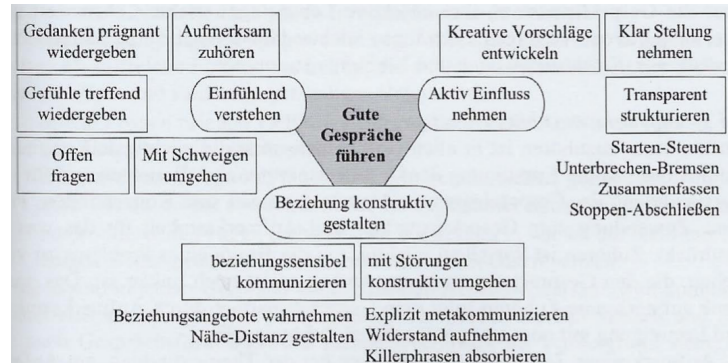 Gedanken prägnant
wiedergeben
Aufmerksam
zuhören
Kreative Vorschläge
wickeln
Klar Stellung
nehmen
Gefühle treffend
wiedergeben
Einfühlend
verstehen
Gute
Gespräche
führen
Aktiv Einfluss
nehmen
Transparent
strukturieren
Offen
fragen
Mit Schweigen
umgehen
Starten-Steuern
Unterbrechen-Bremsen
Zusammenfassen
Stoppen-Abschließen
Beziehung konstruktiv
gestalten
beziehungssensibel
kommunizieren
mit Störungen
konstruktiv umgehen
Beziehungsangebote wahrnehmen
Nähe-Distanz gestalten
Explizit metakommunizieren
Widerstand aufnehmen
Killerphrasen absorbieren